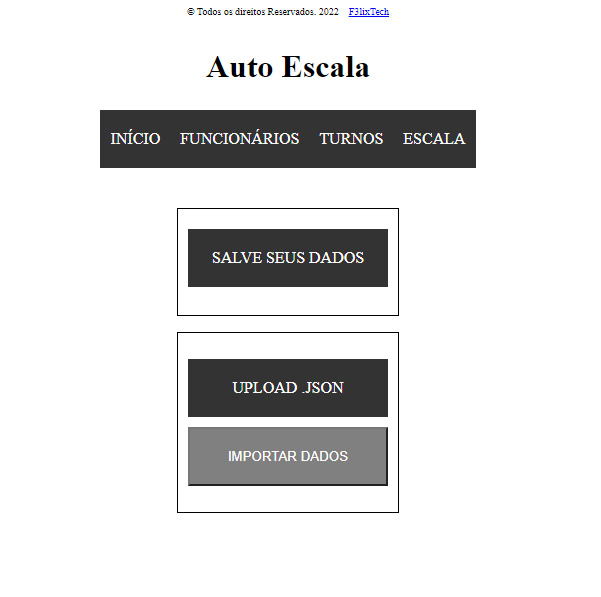 © Todos os direitos Reservados. 2022 F3lixTech
Auto Escala
INÍCIO FUNCIONÁRIOS TURNOS ESCALA
SALVE SEUS DADOS
UPLOAD .JSON
IMPORTAR DADOS